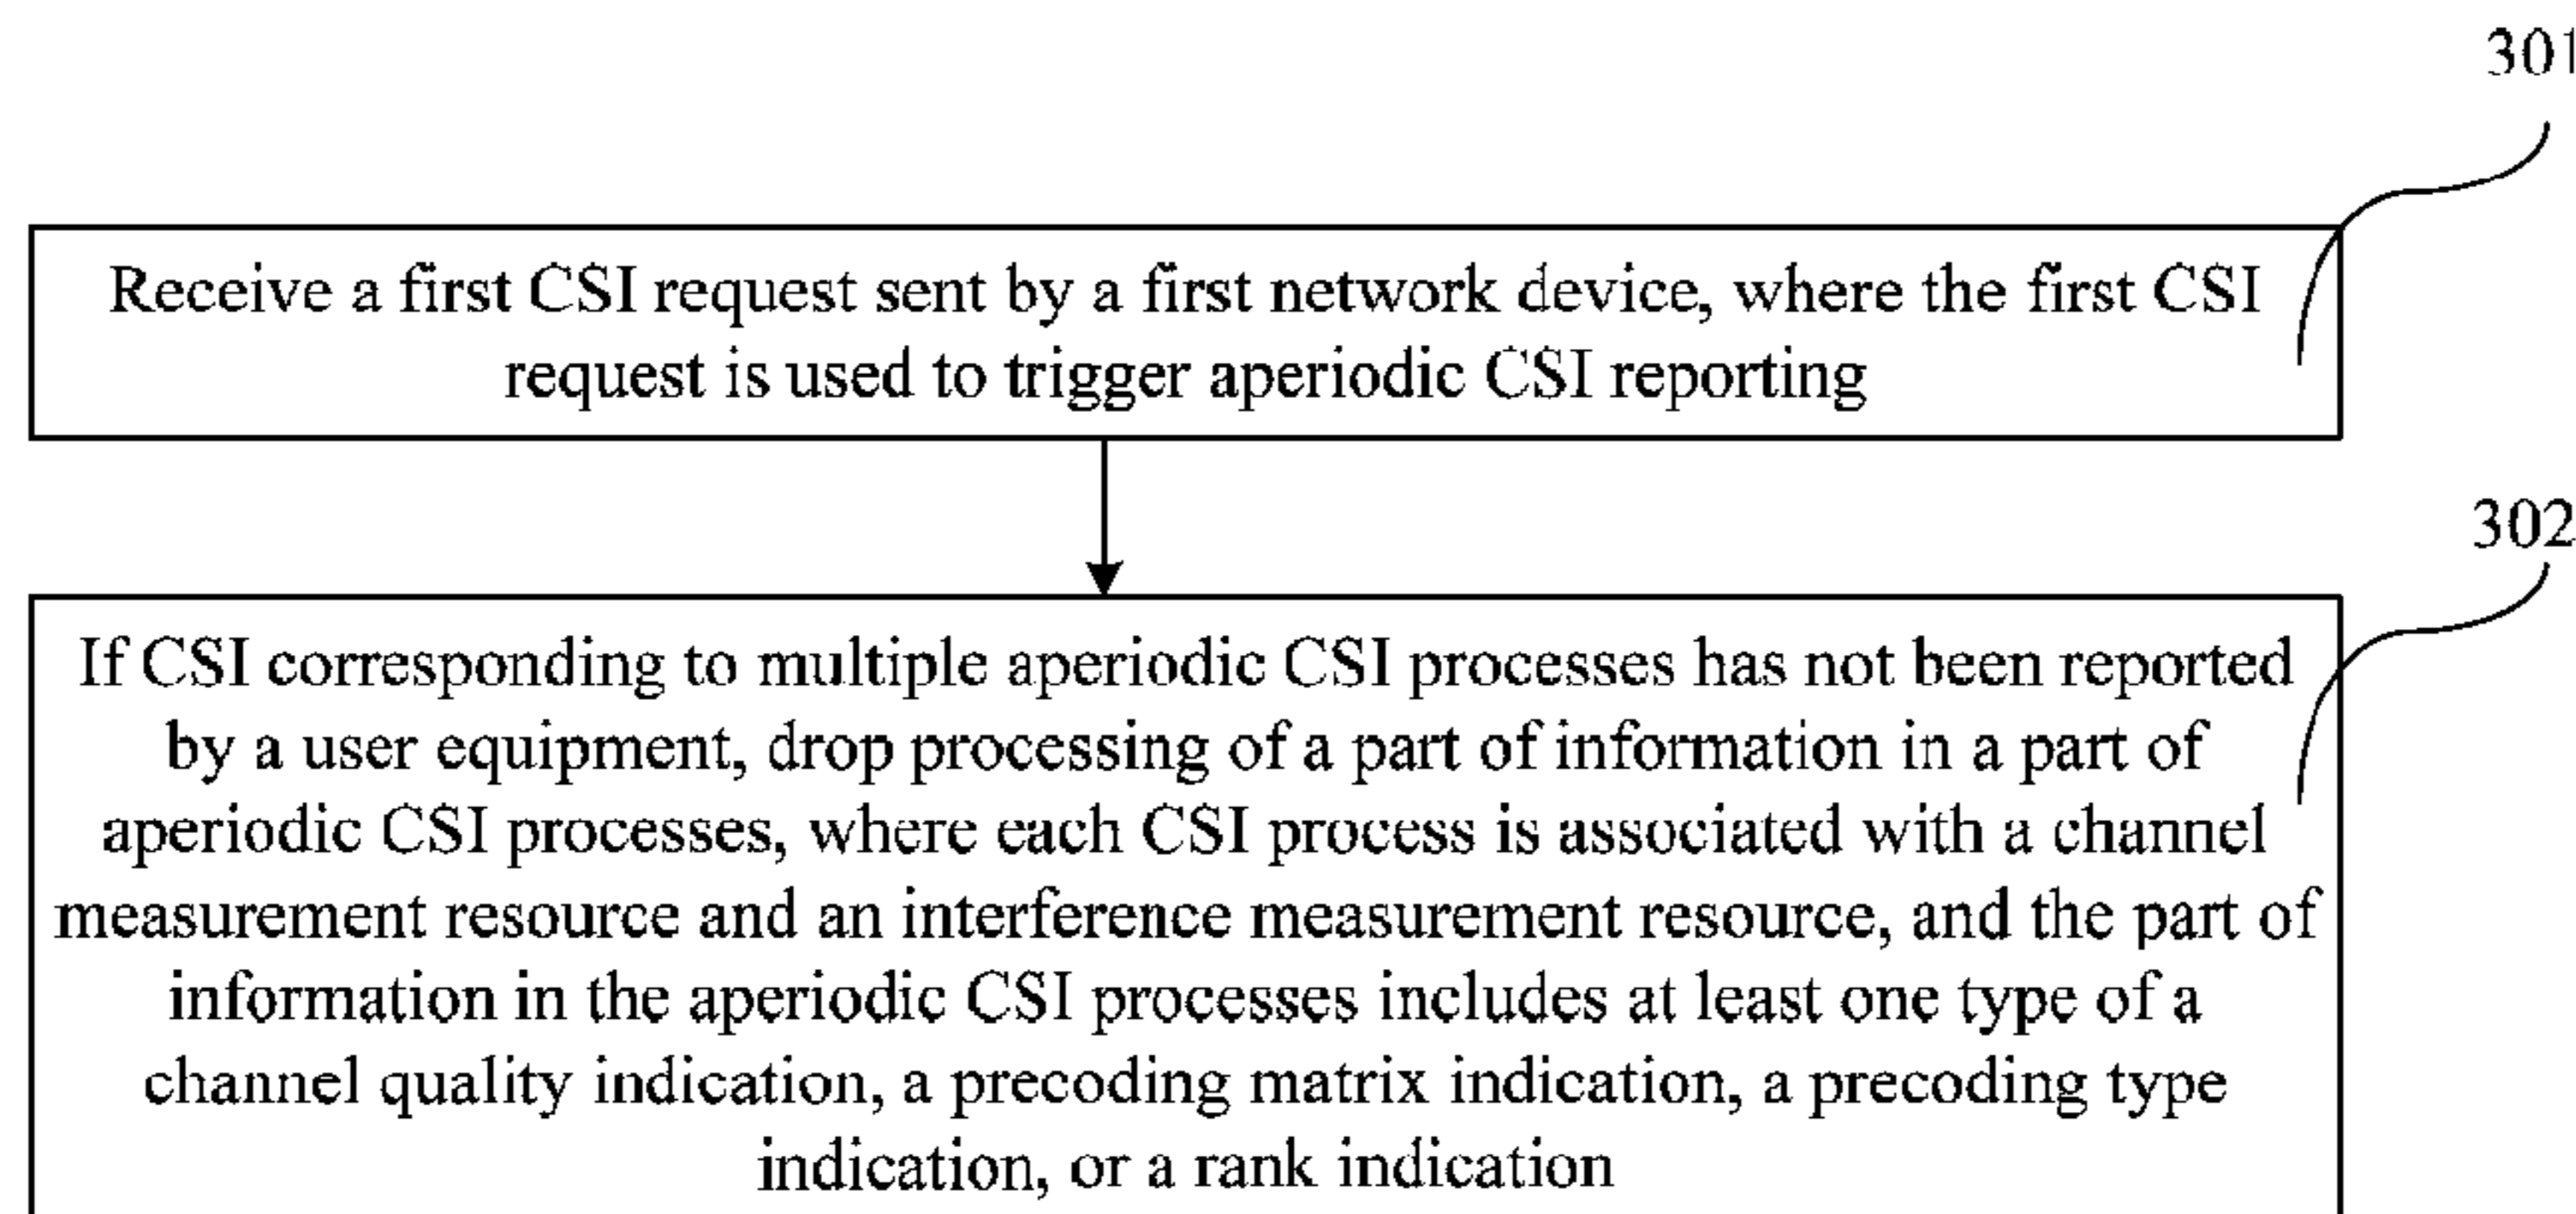 301
Receive a first CSI request sent by a first network device, where the first CSI
request is used to trigger aperiodic CSI reporting
302
If CSI corresponding to multiple aperiodic CSI processes has not been reported
by a user equipment, drop processing of a part of information in a part of
aperiodic CSI processes, where each CSI process is associated with a channel
measurement resource and an interference measurement resource, and the part of
information in the aperiodic CSI processes includes at least one type of a
channel quality indication, a precoding matrix indication, a precoding type
indication, or a rank indication